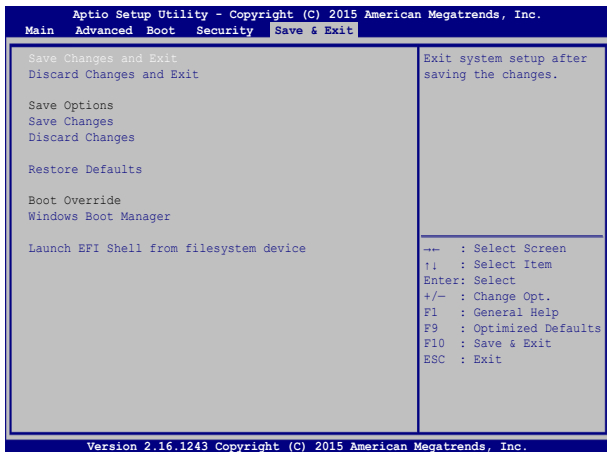 Aptio Setup Utility - Copyright (C) 2015 American Megatrends, Inc.
Main Advanced Boot Security Save & Exit
Save Changes and Exit
Discard Changes and Exit
Save Options
Save Changes
Discard Changes
Restore Defaults
Boot Override
Windows Boot Manager
Launch EFI Shell from filesystem device
Exit system setup after
saving the changes.
→← : Select Screen
↑↓ : Select Item
Enter: Select
+/— : Change Opt.
F1 : General Help
F9 : Optimized Defaults
F10 : Save & Exit
ESC : Exit
Version 2.16.1243 Copyright (C) 2015 American Megatrends, Inc.